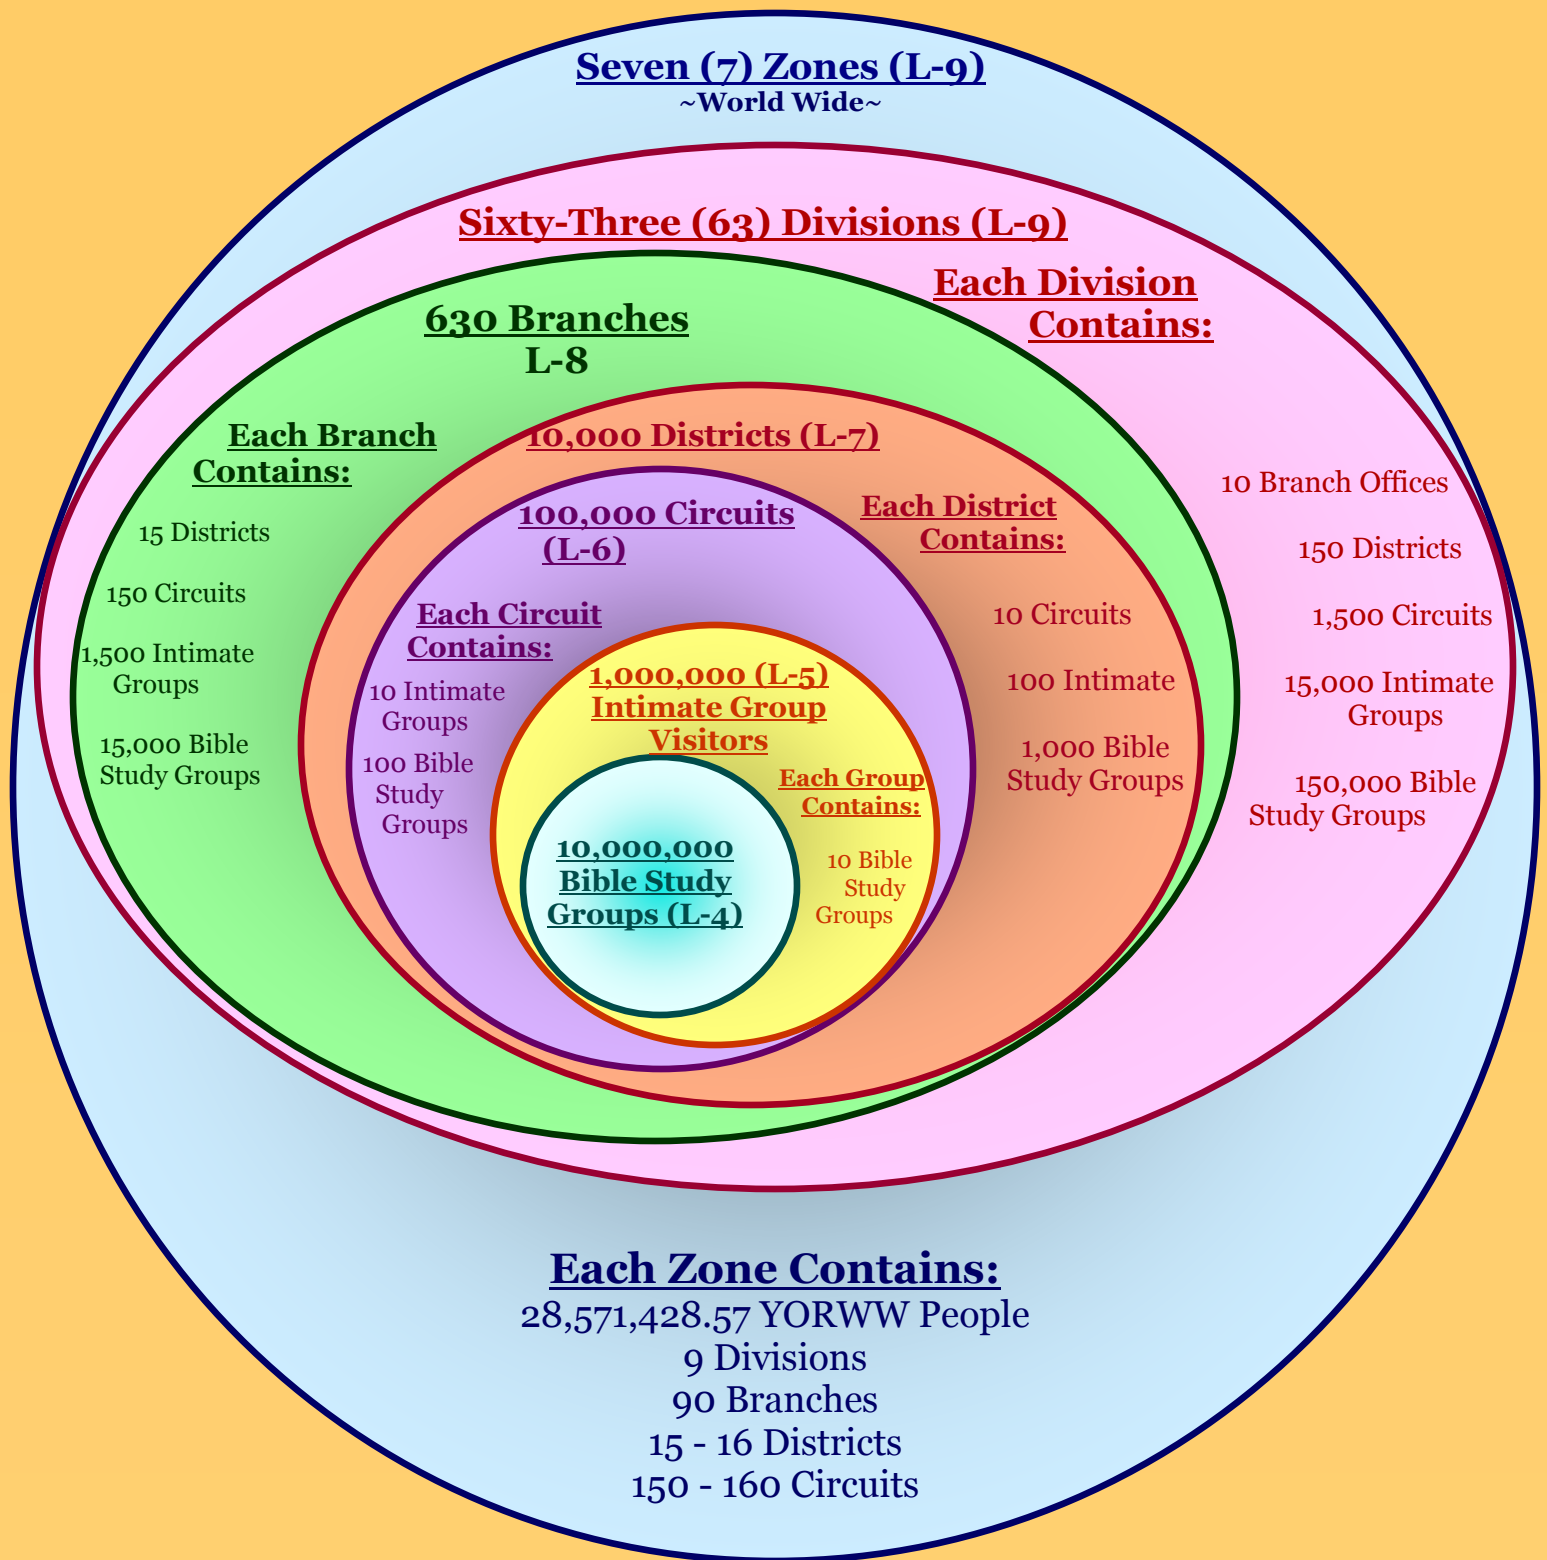 Seven (7) Zones (L-9)
~World Wide~
Sixty-Three (63) Divisions (L-9)
Each Division
Contains:
10 Branch Offices
150 Districts
1,500 Circuits
15,000 Intimate
Groups
150,000 Bible
Study Groups
630 Branches
L-8
Each Branch
Contains:
15 Districts
150 Circuits
1,500 Intimate
Groups
15,000 Bible
Study Groups
10,000 Districts (L-7)
Each District
Contains:
10 Circuits
100 Intimate
1,000 Bible
Study Groups
100,000 Circuits
(L-6)
Each Circuit
Contains:
10 Intimate
Groups
100 Bible
Study
Groups
1,000,000 (L-5)
Intimate Group
Visitors
Each Group
Contains:
10 Bible
Study
Groups
10,000,000
Bible Study
Groups (L-4)
Each Zone Contains:
28,571,428.57 YORWW People
9 Divisions
90 Branches
15 - 16 Districts
150 - 160 Circuits